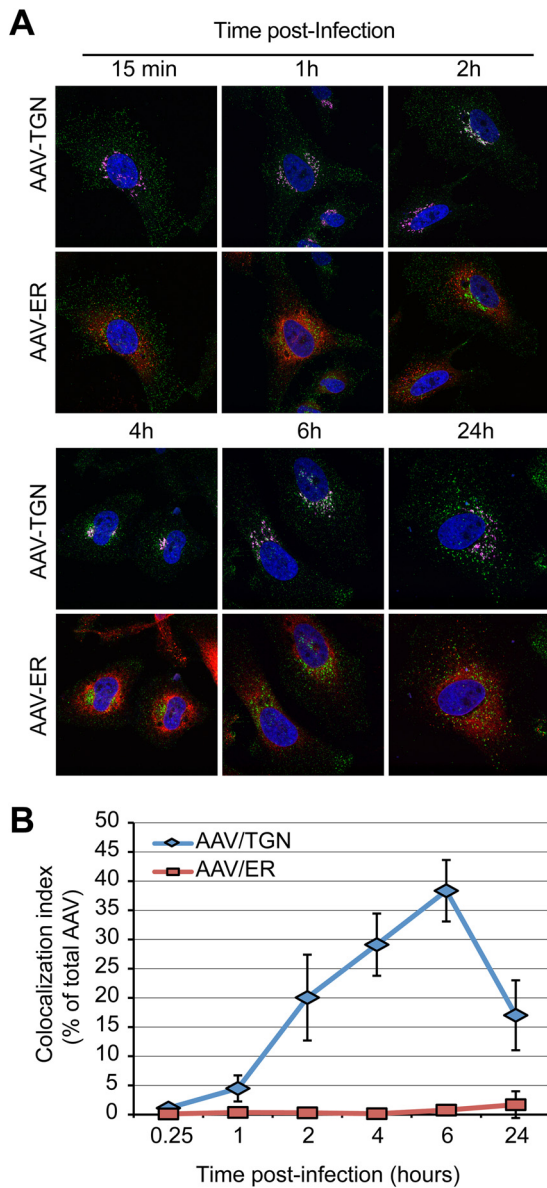 A
Time post-Infection
15 min 1h 2h
AAV-TGN
AAV-ER
4h 6h 24h
AAV-TGN
AAV-ER
B
50
45
40
35
30
25
20
15
10
5
0
AAV/TGN
AAV/ER
Colocalization index
(% of total AAV)
0.25 1 2 4 6 24
Time post-infection (hours)